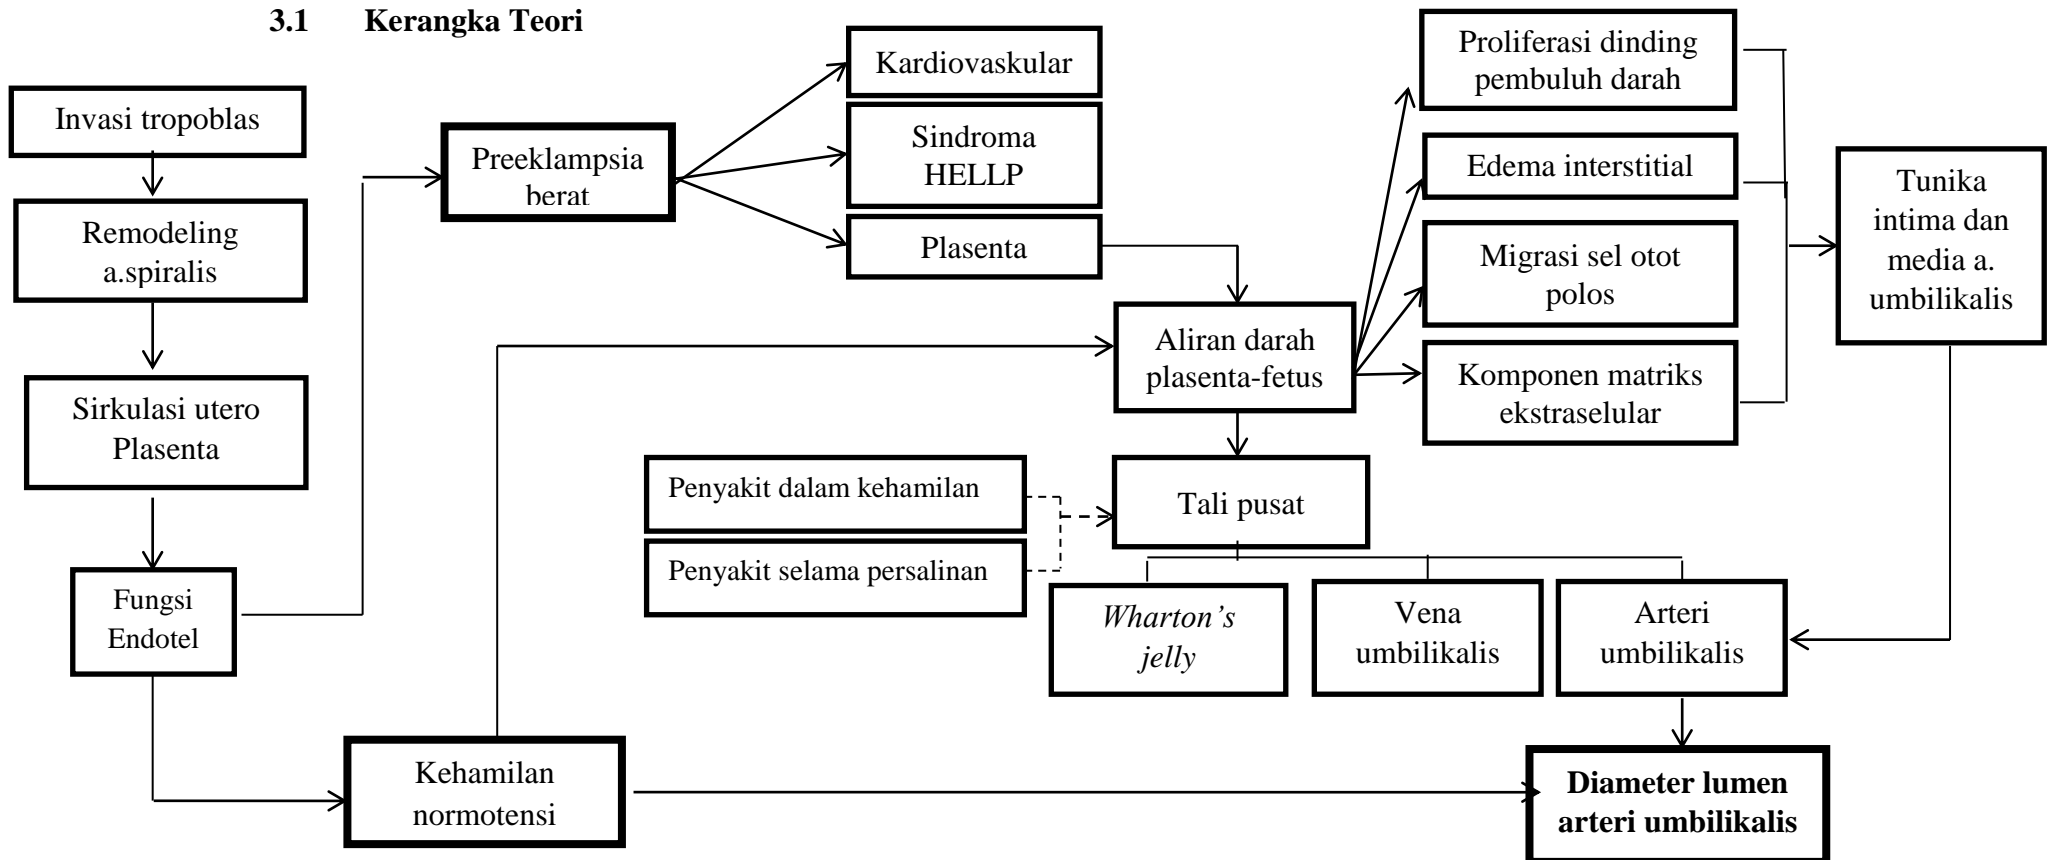 3.1 Kerangka Teori
Invasi tropoblas
Remodeling
a.spiralis
Sirkulasi utero
Plasenta
Fungsi
Endotel
Preeklampsia
berat
Kehamilan
normotensi
Kardiovaskular
Sindroma
HELLP
Plasenta
Aliran darah
plasenta-fetus
Penyakit dalam kehamilan
Penyakit selama persalinan
Tali pusat
Wharton’s
jelly
Vena
umbilikalis
Arteri
umbilikalis
Proliferasi dinding
pembuluh darah
Edema interstitial
Migrasi sel otot
polos
Komponen matriks
ekstraselular
Tunika
intima dan
media a.
umbilikalis
Diameter lumen
arteri umbilikalis